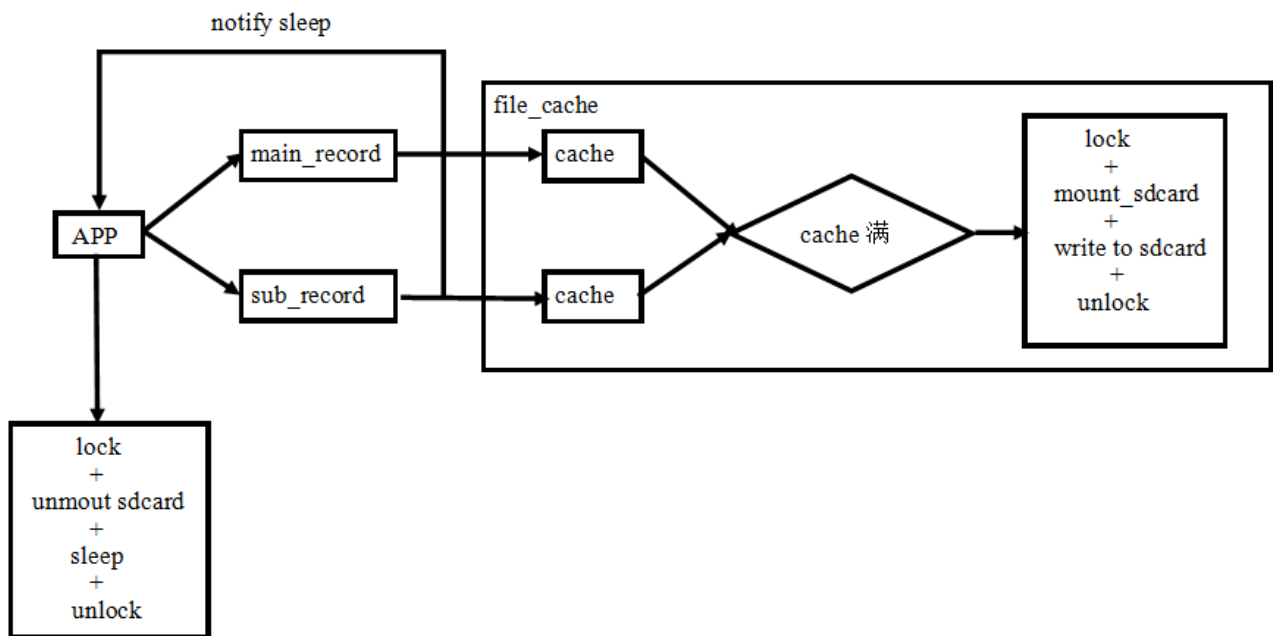 notify sleep
file_cache
main_record
cache
lock
+
mount_sdcard
+
write to sdcard
+
unlock
APP
cache 满
sub_record
cache
lock
+
unmout sdcard
+
sleep
+
unlock